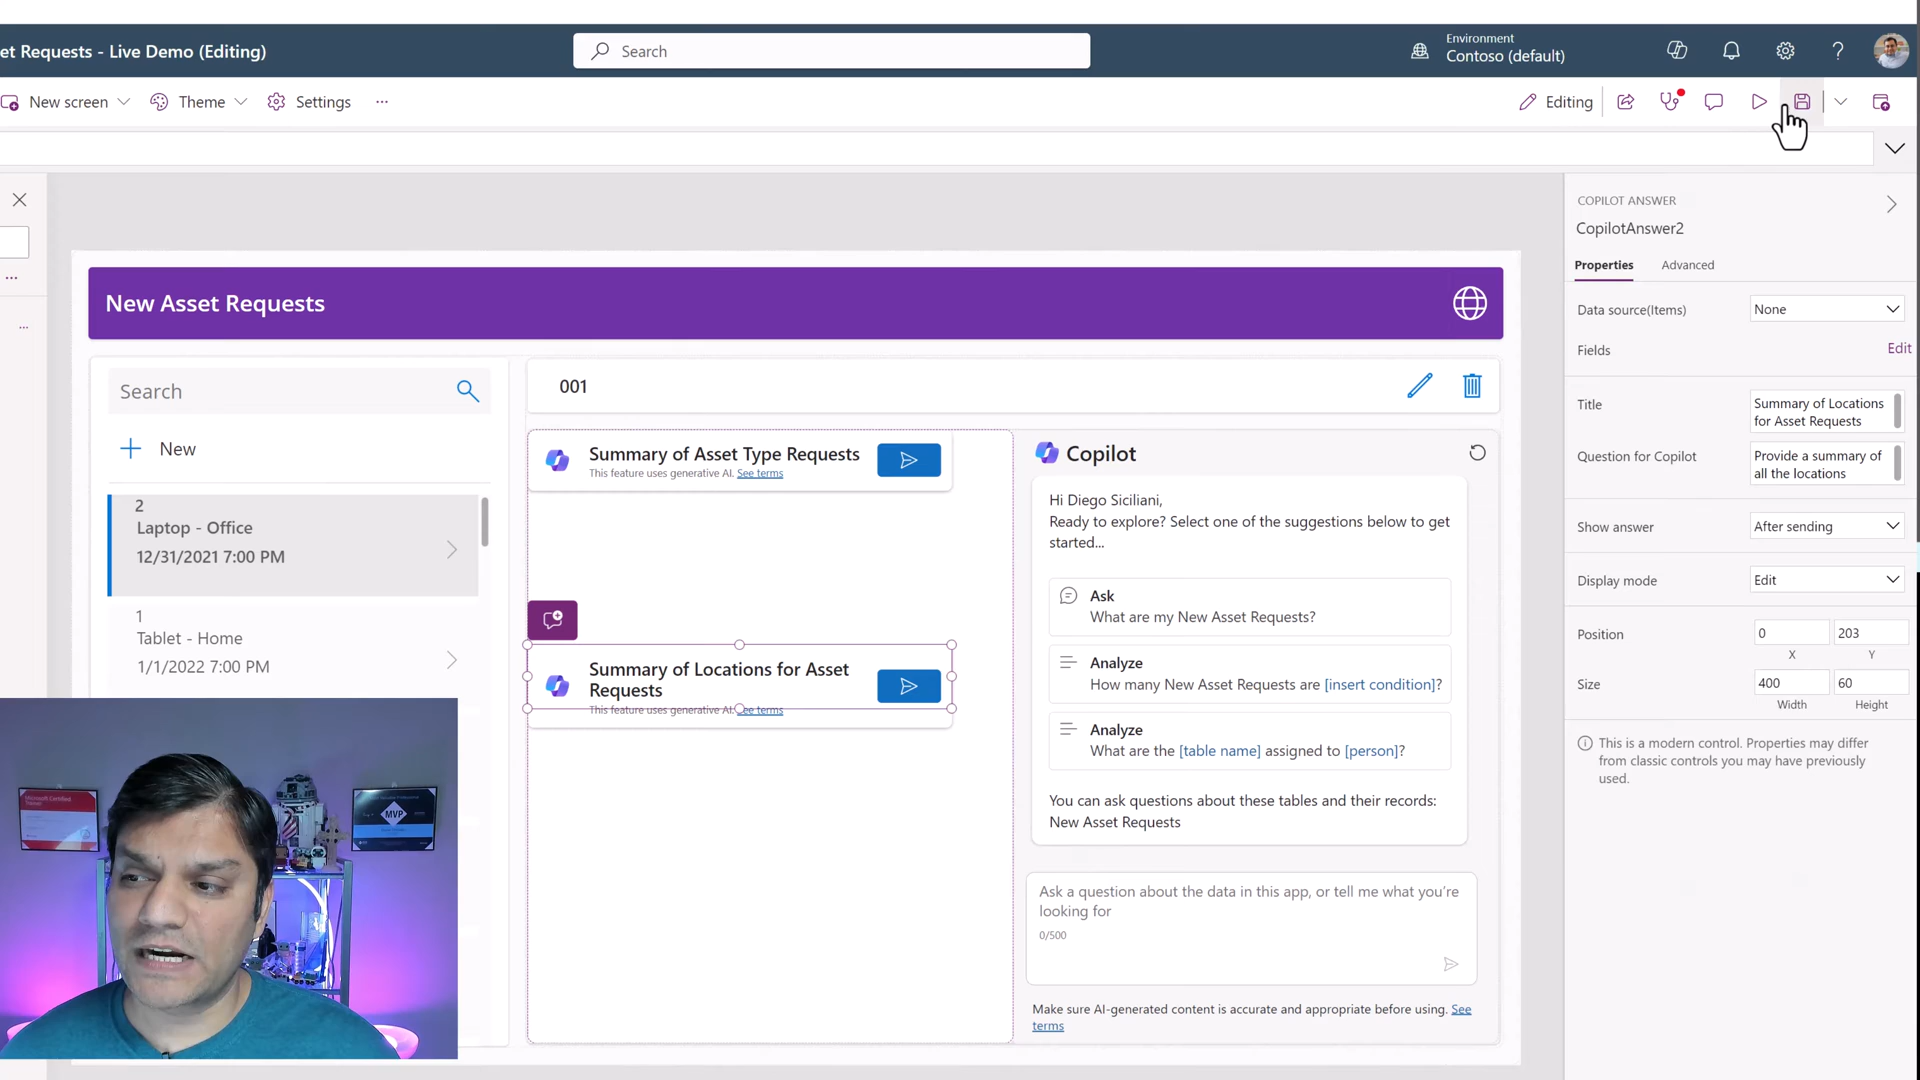 et Requests - Live Demo (Editing)
Search
Environment
Contoso (default)
New screen
Theme
Settings
Editing
COPILOT ANSWER
CopilotAnswer2
Properties
Advanced
Data source(Items)
None
Fields
Edit
Title
Summary of Locations
for Asset Requests
Question for Copilot
Provide a summary of
all the locations
Show answer
After sending
Display mode
Edit
Position
0
203
X
Y
Size
400
60
Width
Height
This is a modern control. Properties may differ
from classic controls you may have previously
used.
New Asset Requests
Search
New
2
Laptop - Office
12/31/2021 7:00 PM
1
Tablet - Home
1/1/2022 7:00 PM
001
Summary of Asset Type Requests
This feature uses generative AI. See terms
Summary of Locations for Asset
Requests
This feature uses generative AI. See terms
Copilot
Hi Diego Siciliani,
Ready to explore? Select one of the suggestions below to get
started...
Ask
What are my New Asset Requests?
Analyze
How many New Asset Requests are [insert condition]?
Analyze
What are the [table name] assigned to [person]?
You can ask questions about these tables and their records:
New Asset Requests
Ask a question about the data in this app, or tell me what you're
looking for
0/500
Make sure AI-generated content is accurate and appropriate before using. See
terms
MVP